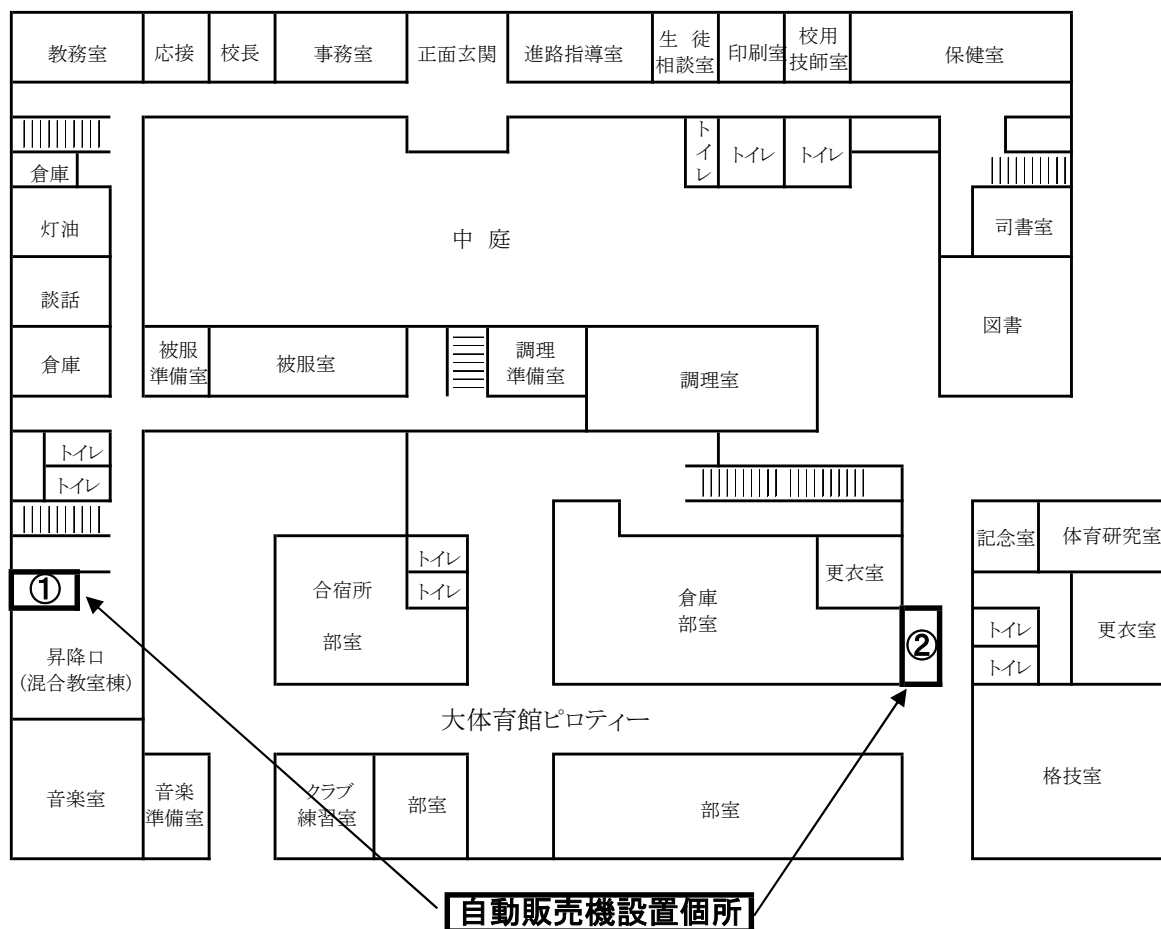 教務室
応接
校長
事務室
正面玄関
進路指導室
生 徒
相談室
印刷室
校用
技師室
保健室
トイレ
トイレ
トイレ
倉庫
灯油
中 庭
司書室
談話
図書
倉庫
被服
準備室
被服室
調理
準備室
調理室
トイレ
トイレ
記念室
体育研究室
①
合宿所
部室
トイレ
トイレ
倉庫
部室
更衣室
②
トイレ
トイレ
更衣室
昇降口
(混合教室棟)
大体育館ピロティー
音楽室
音楽
準備室
クラブ
練習室
部室
部室
格技室
自動販売機設置個所